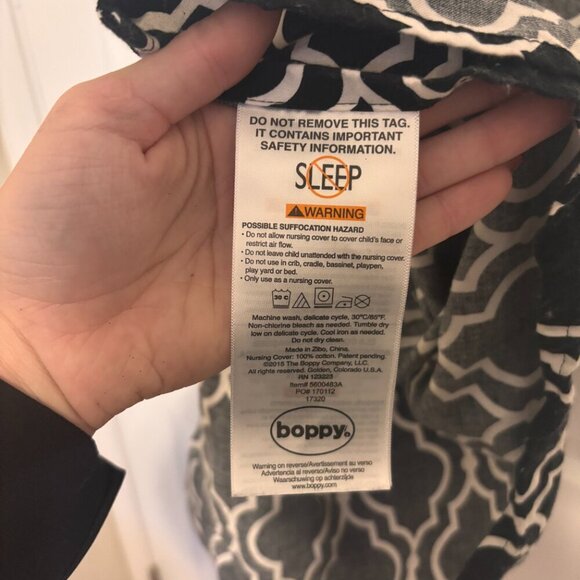 DO NOT REMOVE THIS TAG.
IT CONTAINS IMPORTANT
SAFETY INFORMATION.
SLEEP
WARNING
POSSIBLE SUFFOCATION HAZARD
• Do not allow nursing cover to cover child's face or
restrict air flow.
• Do not leave child unattended with the nursing cover.
• Do not use in crib, cradle, bassinet, playpen,
play yard or bed.
• Only use as a nursing cover.
30 C
Machine wash, delicate cycle, 30°C/85°F.
Non-chlorine bleach as needed. Tumble dry
low on delicate cycle. Cool iron as needed.
Do not dry clean.
Made in Zibo, China.
Nursing Cover: 100% cotton. Patent pending.
©2015 The Boppy Company, LLC.
All rights reserved. Golden, Colorado U.S.A.
RN 123223
Item# 5600483A
PO# 170112
17320
boppy®
Warning on reverse/Avertissement au verso
Advertencia al reverso/Aviso no verso
Waarschuwing op achterzijde
www.boppy.com